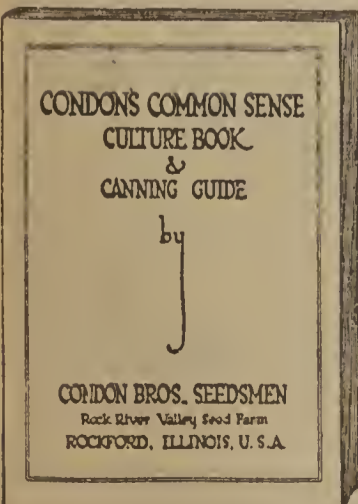 CONDON'S COMMON SENSE
CULTURE BOOK
&
CANNING GUIDE
by
CONDON BROS. SEEDSMEN
Rock River Valley Seed Farm
ROCKFORD, ILLINOIS, U.S.A.